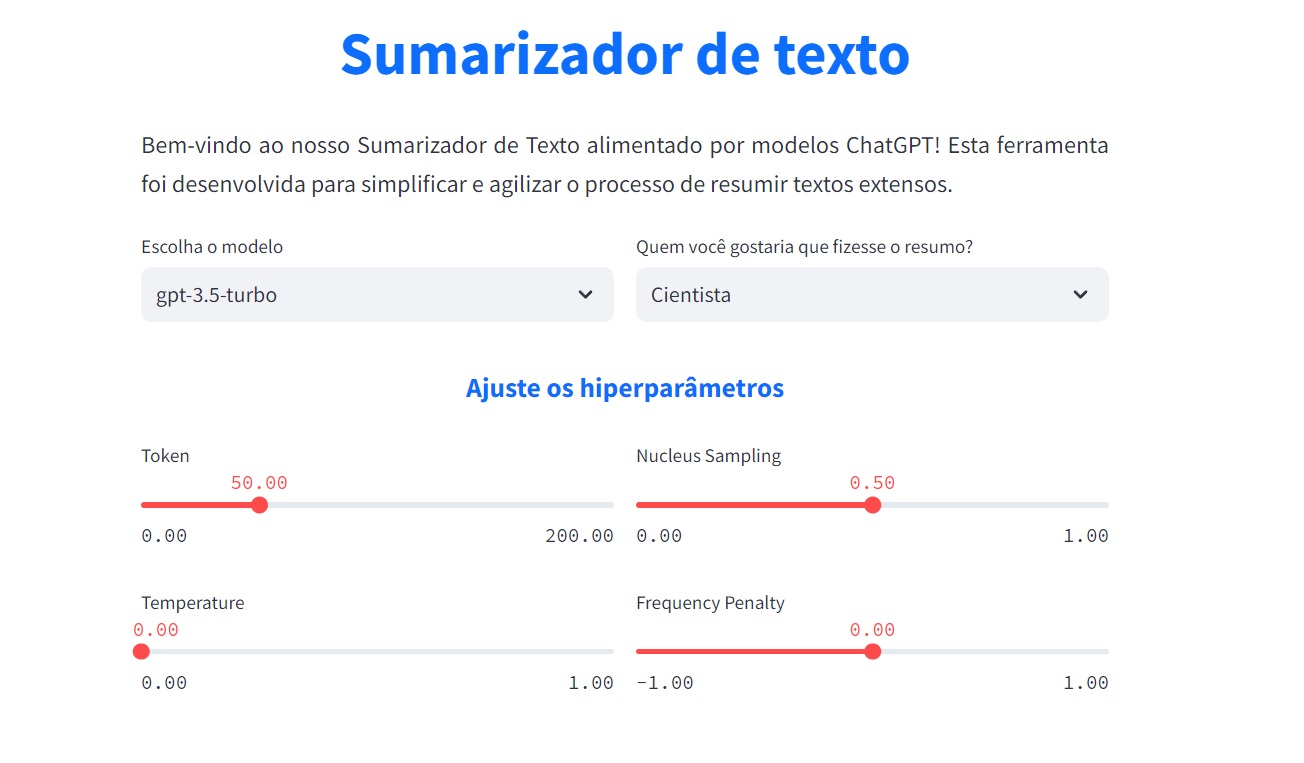 Sumarizador de texto
Bem-vindo ao nosso Sumarizador de Texto alimentado por modelos ChatGPT! Esta ferramenta
foi desenvolvida para simplificar e agilizar o processo de resumir textos extensos.
Escolha o modelo
gpt-3.5-turbo
Quem você gostaria que fizesse o resumo?
Cientista
Ajuste os hiperparâmetros
Token
50.00
0.00 200.00
Nucleus Sampling
0.50
0.00 1.00
Temperature
0.00
0.00 1.00
Frequency Penalty
0.00
−1.00 1.00